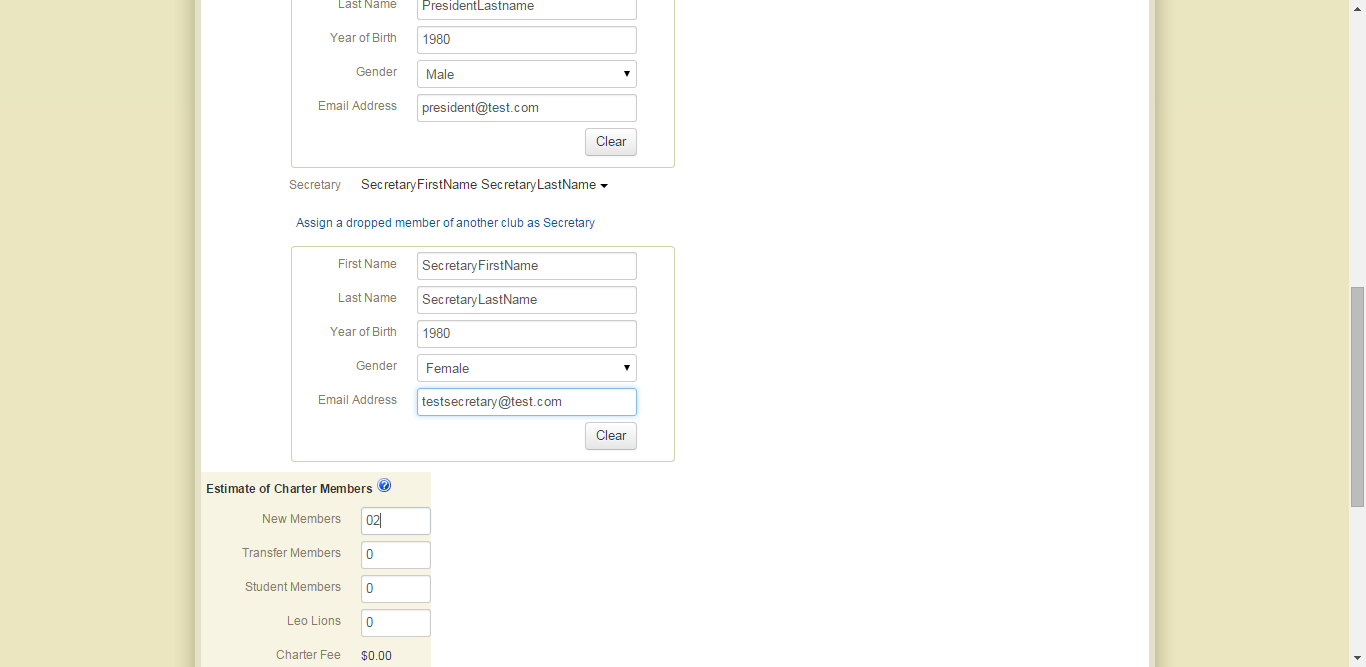 Last Name PresidentLastname
Year of Birth 1980
Gender Male
Email Address president@test.com
Clear
Secretary SecretaryFirstName SecretaryLastName
Assign a dropped member of another club as Secretary
First Name SecretaryFirstName
Last Name SecretaryLastName
Year of Birth 1980
Gender Female
Email Address testsecretary@test.com
Clear
Estimate of Charter Members ?
New Members 02
Transfer Members 0
Student Members 0
Leo Lions 0
Charter Fee $0.00